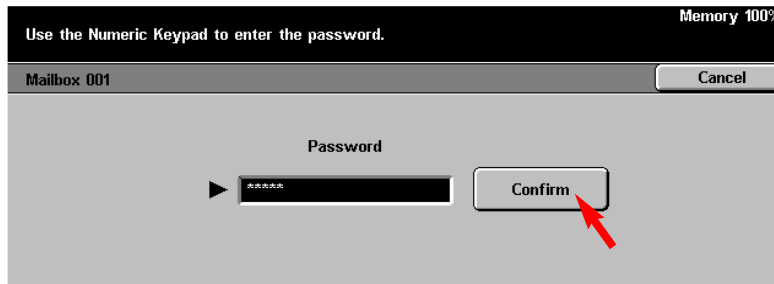 Memory 100%
Use the Numeric Keypad to enter the password.
Mailbox 001
Cancel
Password
*****
Confirm